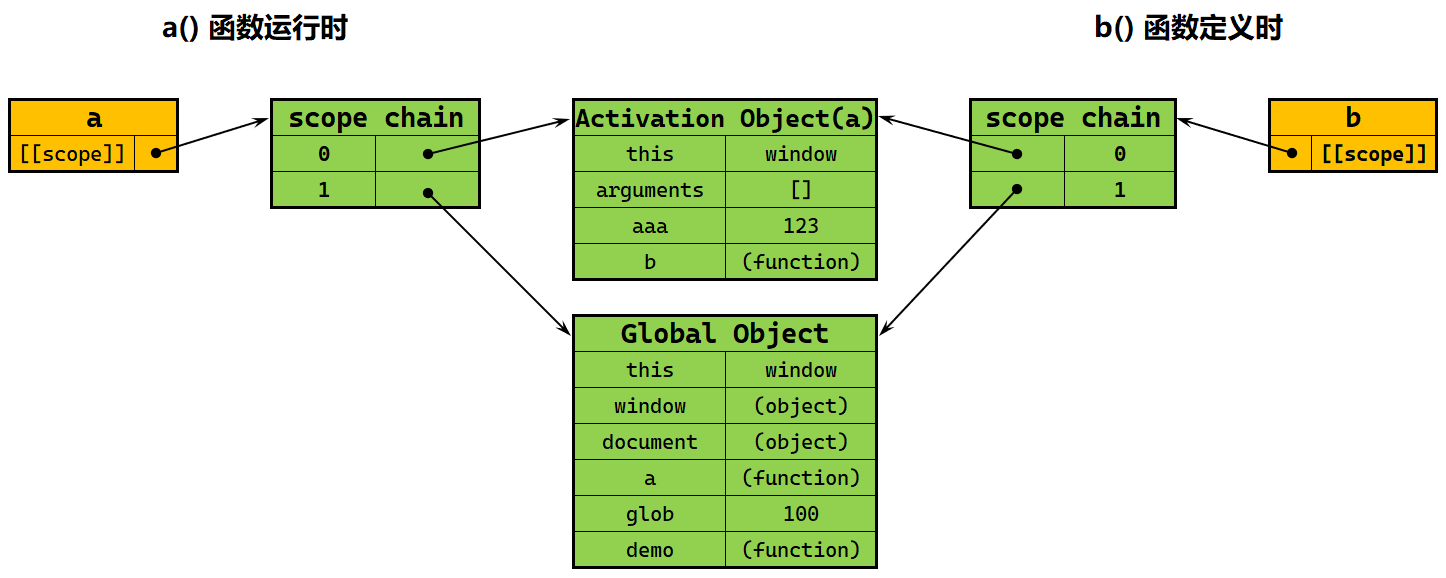 a() 函数运行时
b() 函数定义时
a
[[scope]]
scope chain
0
1
Activation Object(a)
this window
arguments []
aaa 123
b (function)
scope chain
0
1
b
[[scope]]
Global Object
this window
window (object)
document (object)
a (function)
glob 100
demo (function)